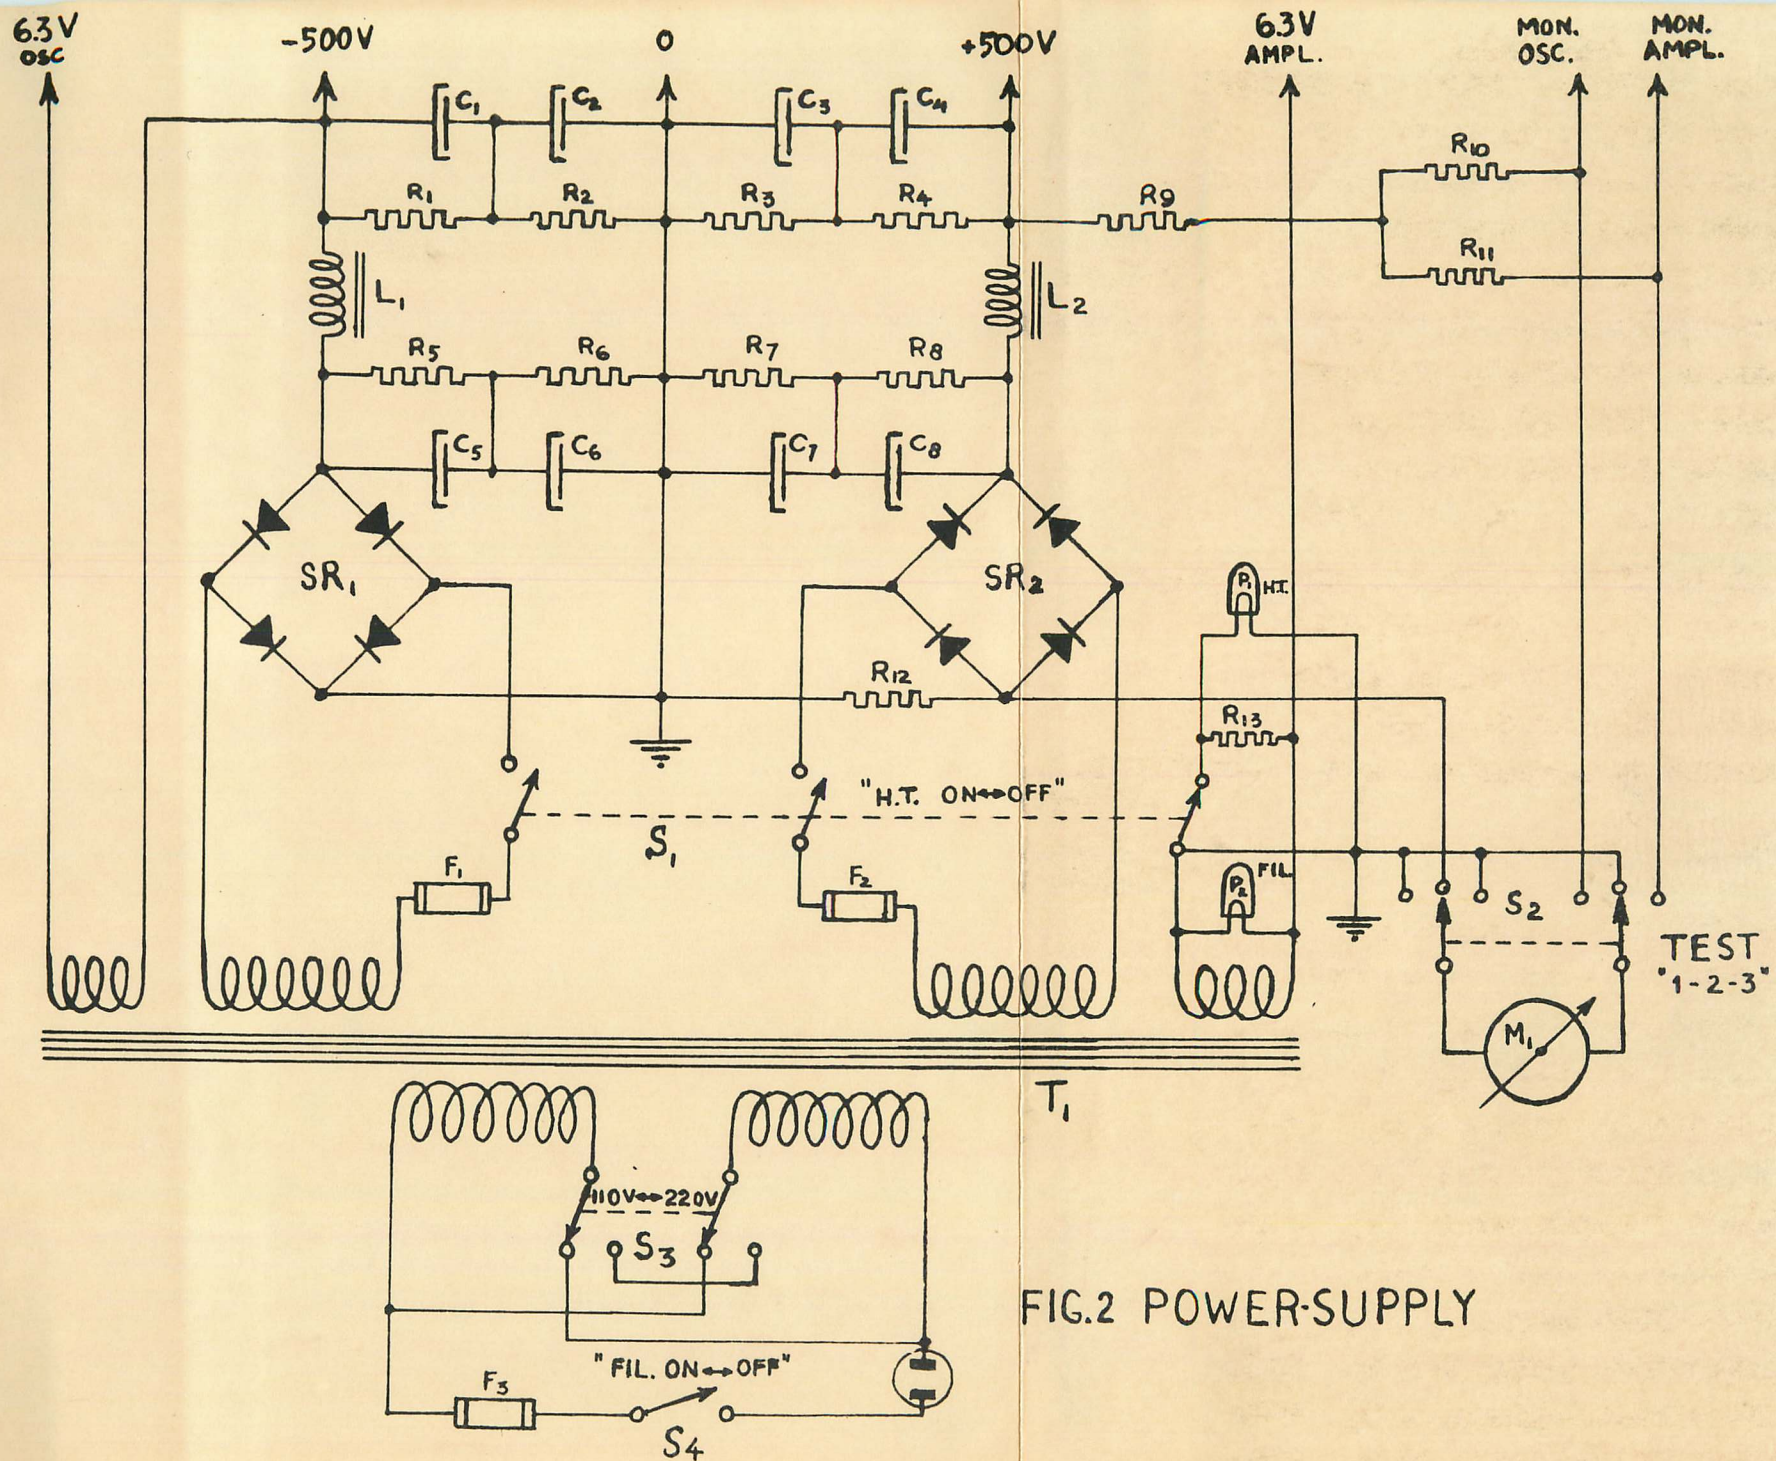 6.3V
OSC
-500V
0
+500V
6.3V
AMPL.
MON.
OSC.
MON.
AMPL.
C1
C2
C3
C4
R10
R1
R2
R3
R4
R9
R11
L1
L2
R5
R6
R7
R8
C5
C6
C7
C8
SR1
SR2
P1
H.T.
R12
R13
"H.T. ON↔OFF"
S1
F1
F2
P2
FIL
S2
TEST
"1-2-3"
M1
T1
110V↔220V
S3
FIG.2 POWER-SUPPLY
"FIL. ON↔OFF"
F3
S4